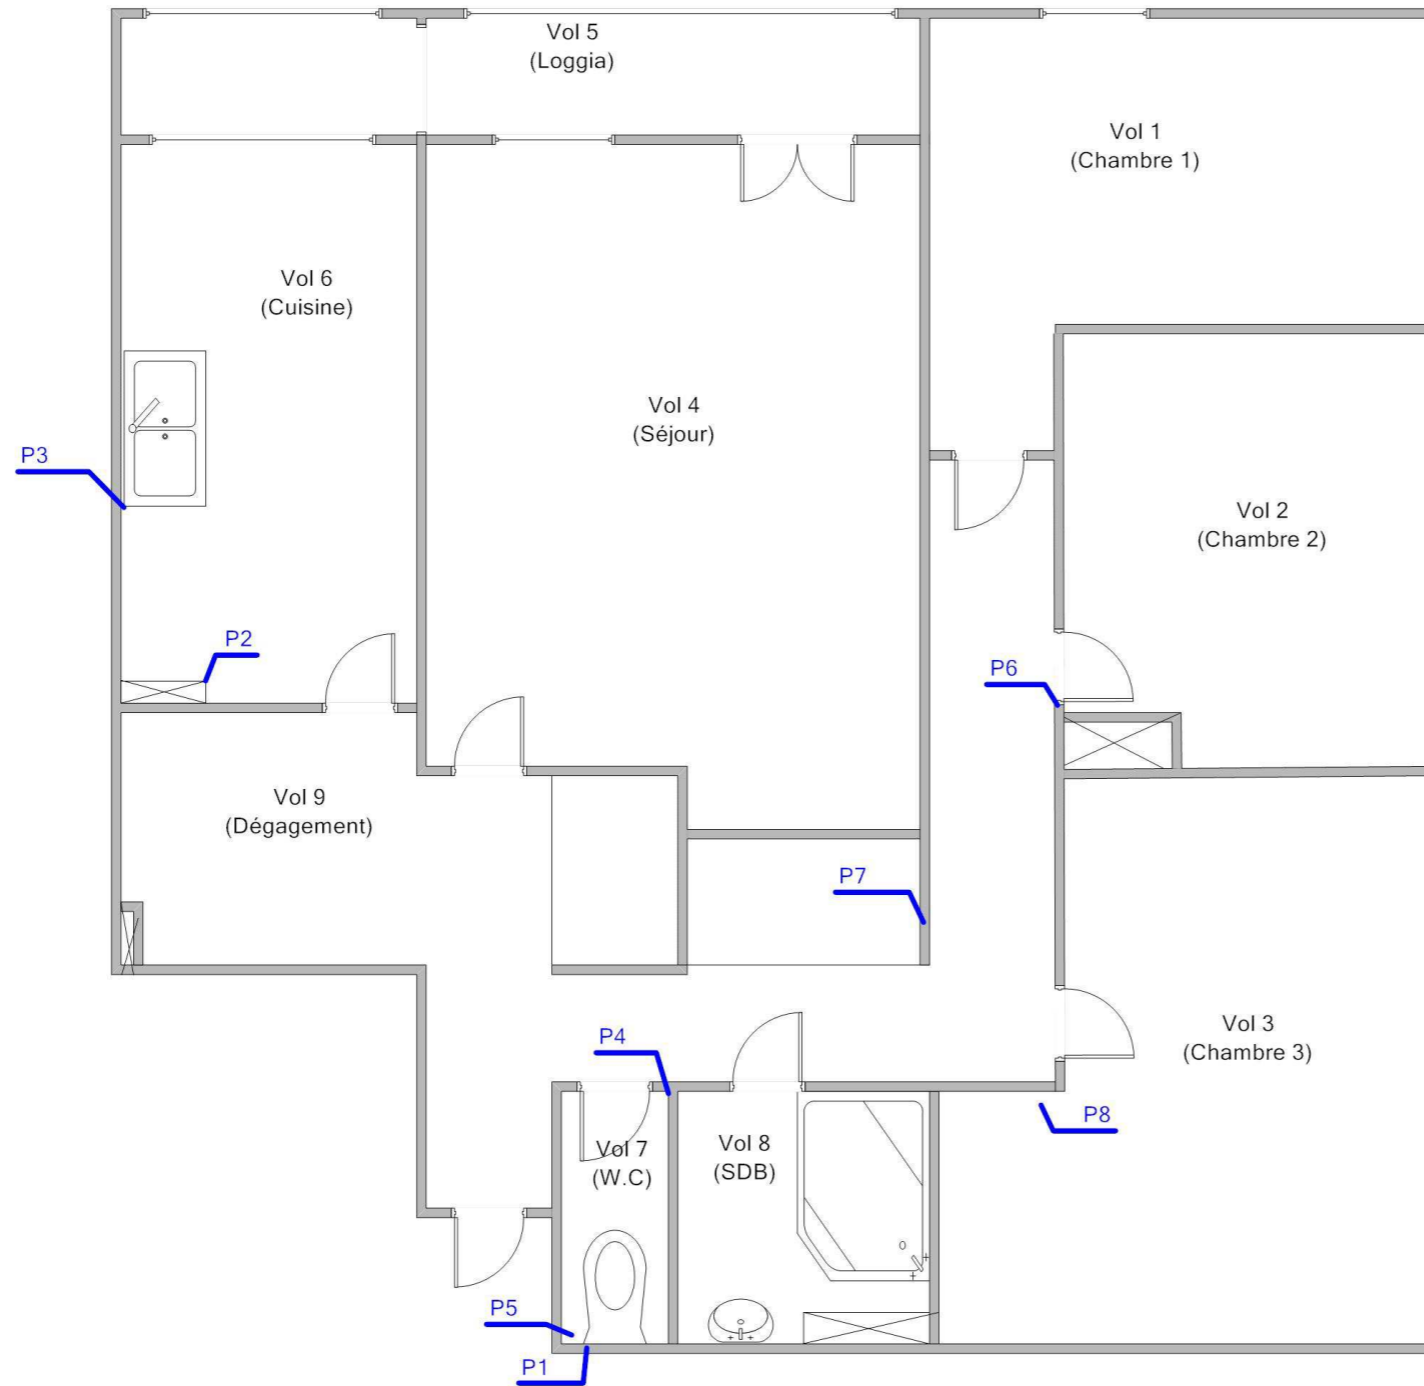 Vol 5
(Loggia)
Vol 1
(Chambre 1)
Vol 6
(Cuisine)
Vol 4
(Séjour)
P3
Vol 2
(Chambre 2)
P2
P6
Vol 9
(Dégagement)
P7
Vol 3
(Chambre 3)
P4
P8
Vol 7
(W.C)
Vol 8
(SDB)
P5
P1